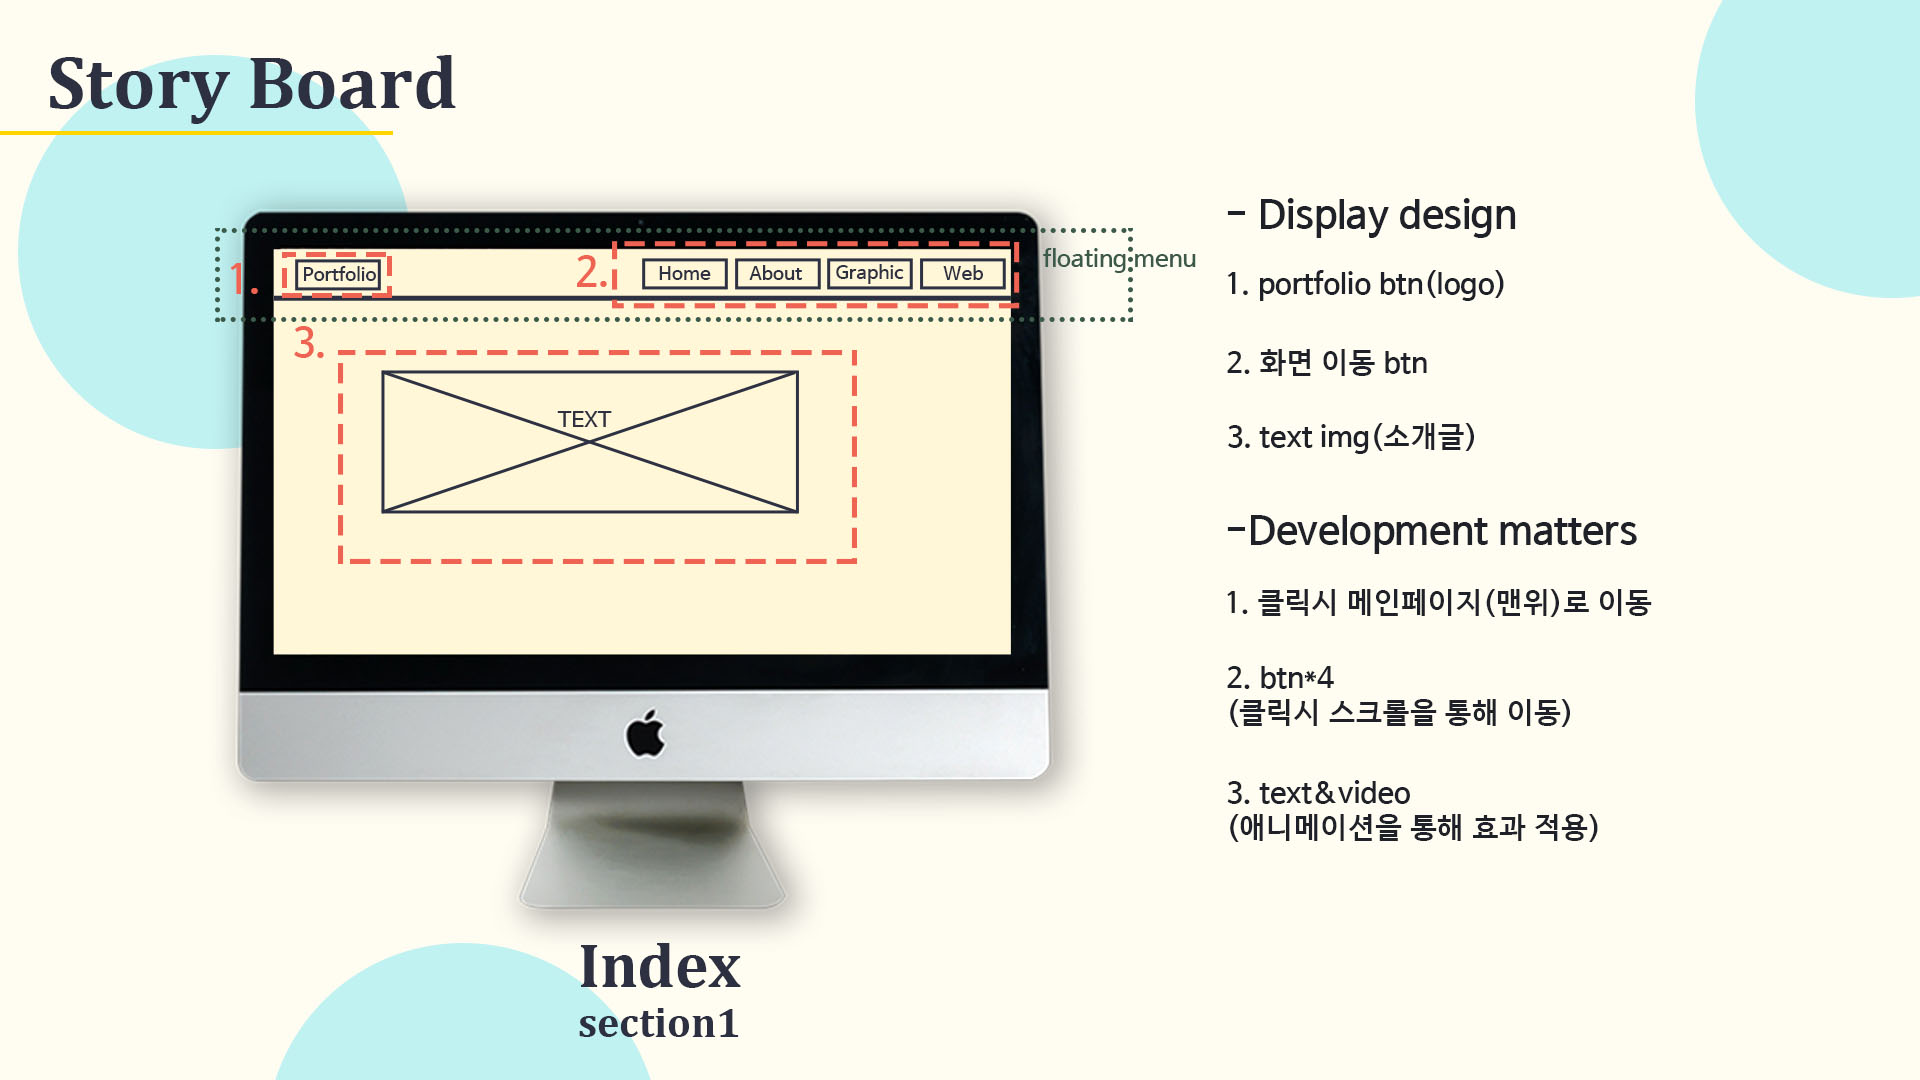 Story Board
1.
Portfolio
2.
Home
About
Graphic
Web
floating menu
3.
TEXT
Index
section1
- Display design
1. portfolio btn(logo)
2. 화면 이동 btn
3. text img(소개글)
-Development matters
1. 클릭시 메인페이지(맨위)로 이동
2. btn*4
(클릭시 스크롤을 통해 이동)
3. text&video
(애니메이션을 통해 효과 적용)